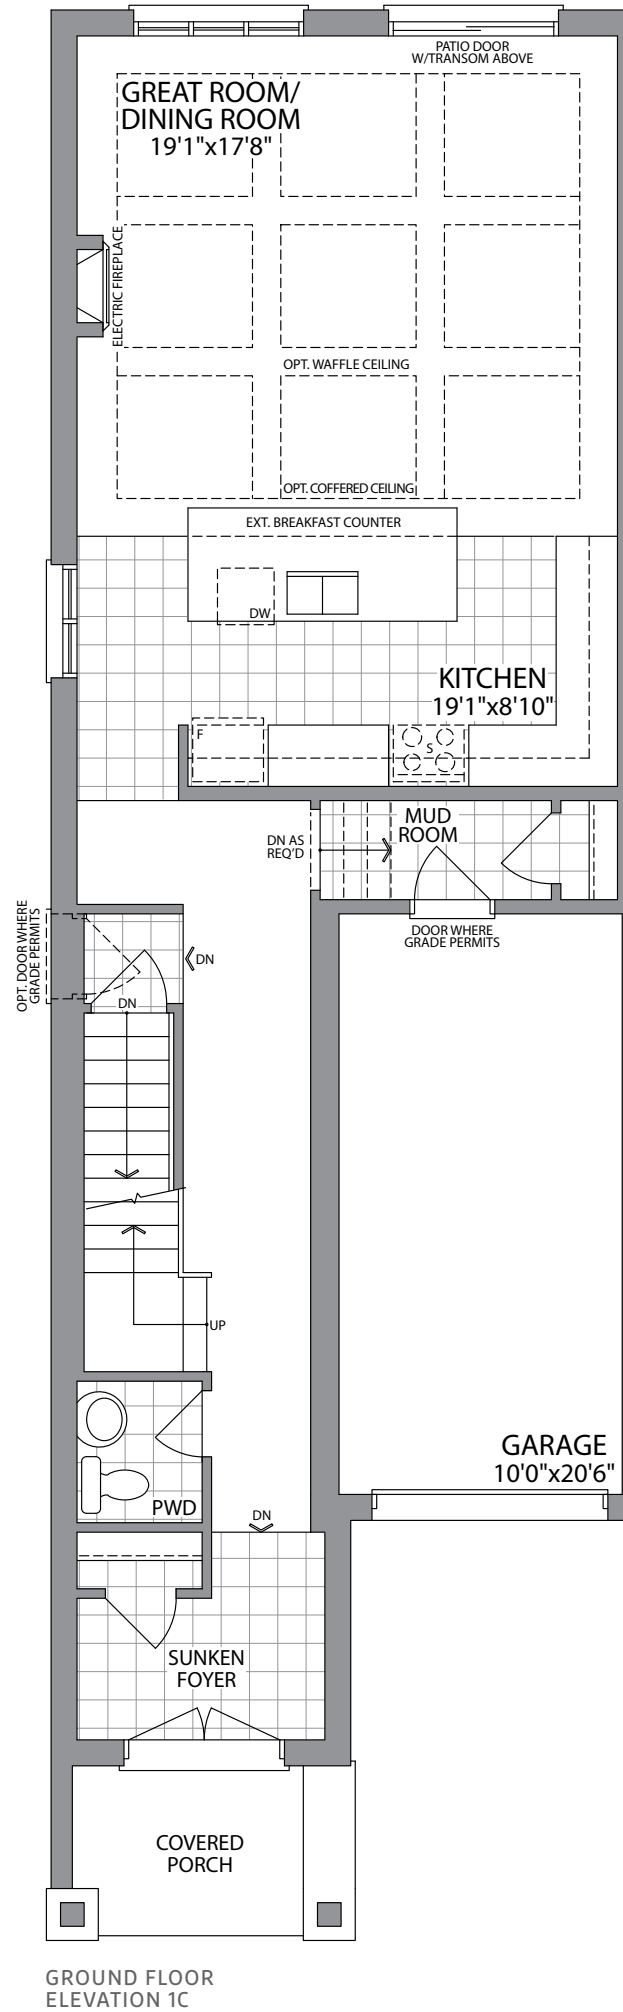 PATIO DOOR
W/TRANSOM ABOVE
GREAT ROOM/
DINING ROOM
19'1"x17'8"
ELECTRIC FIREPLACE
OPT. WAFFLE CEILING
OPT. COFFERED CEILING
EXT. BREAKFAST COUNTER
DW
KITCHEN
19'1"x8'10"
F
S
MUD
ROOM
DN AS
REQ'D
DOOR WHERE
GRADE PERMITS
OPT. DOOR WHERE
GRADE PERMITS
DN
DN
UP
GARAGE
10'0"x20'6"
PWD
DN
SUNKEN
FOYER
COVERED
PORCH
GROUND FLOOR
ELEVATION 1C